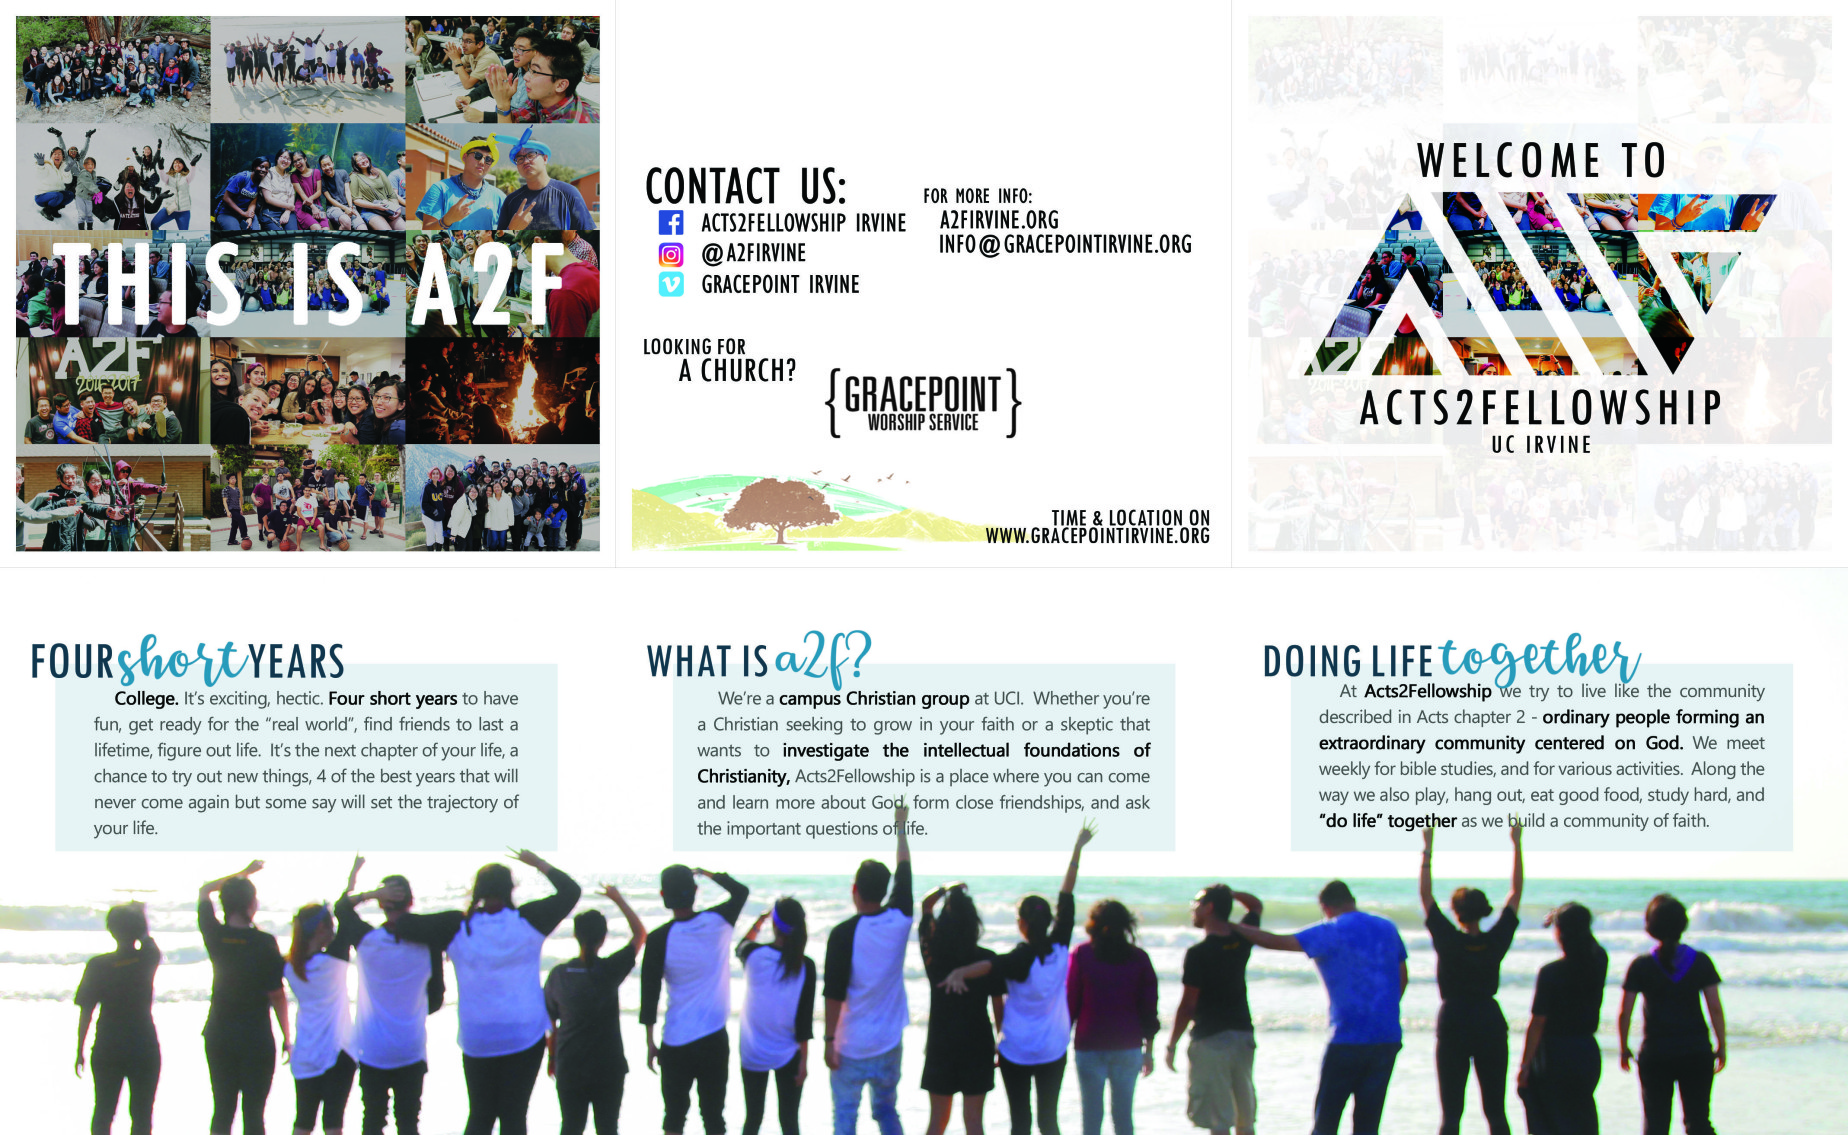 THIS IS A2F
A2F
2016-2017
CONTACT US:
ACTS2FELLOWSHIP IRVINE
@A2FIRVINE
GRACEPOINT IRVINE
FOR MORE INFO:
A2FIRVINE.ORG
INFO@GRACEPOINTIRVINE.ORG
LOOKING FOR
A CHURCH?
{GRACEPOINT}
WORSHIP SERVICE
TIME & LOCATION ON
WWW.GRACEPOINTIRVINE.ORG
WELCOME TO
ACTS2FELLOWSHIP
UC IRVINE
FOUR short YEARS
College. It's exciting, hectic. Four short years to have
fun, get ready for the “real world”, find friends to last a
lifetime, figure out life. It's the next chapter of your life, a
chance to try out new things, 4 of the best years that will
never come again but some say will set the trajectory of
your life.
WHAT IS a2f?
We're a campus Christian group at UCI. Whether you're
a Christian seeking to grow in your faith or a skeptic that
wants to investigate the intellectual foundations of
Christianity, Acts2Fellowship is a place where you can come
and learn more about God, form close friendships, and ask
the important questions of life.
DOING LIFE together
At Acts2Fellowship we try to live like the community
described in Acts chapter 2 - ordinary people forming an
extraordinary community centered on God. We meet
weekly for bible studies, and for various activities. Along the
way we also play, hang out, eat good food, study hard, and
“do life” together as we build a community of faith.